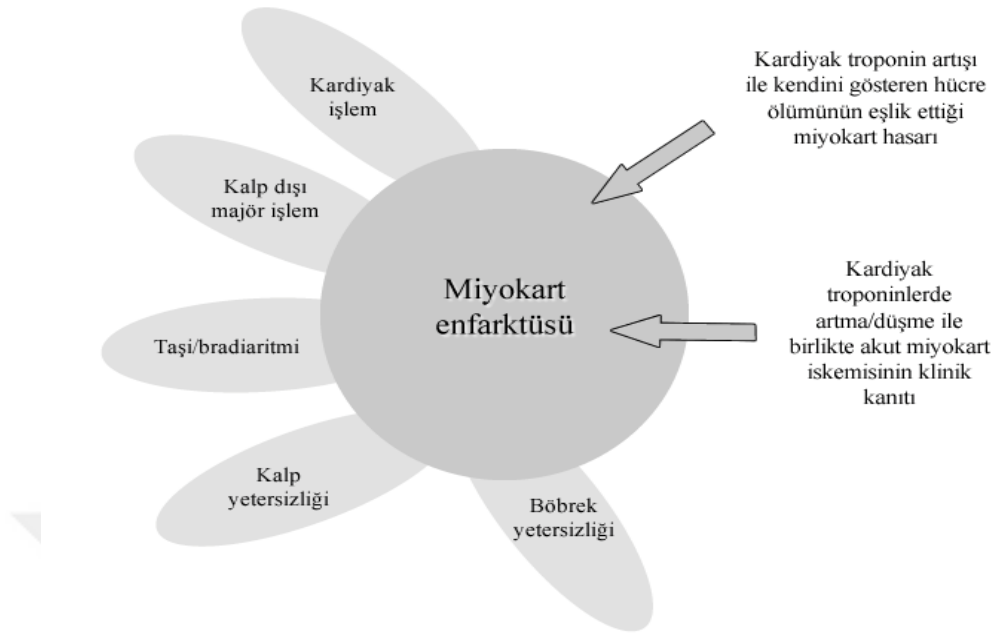 Kardiyak
işlem
Kalp dışı
majör işlem
Taşi/bradiaritmi
Kalp
yetersizliği
Böbrek
yetersizliği
Miyokart
enfarktüsü
Kardiyak troponin artışı
ile kendini gösteren hücre
ölümünün eşlik ettiği
miyokart hasarı
Kardiyak
troponinlerde
artma/düşme ile
birlikte akut miyokart
iskemisinin klinik
kanıtı